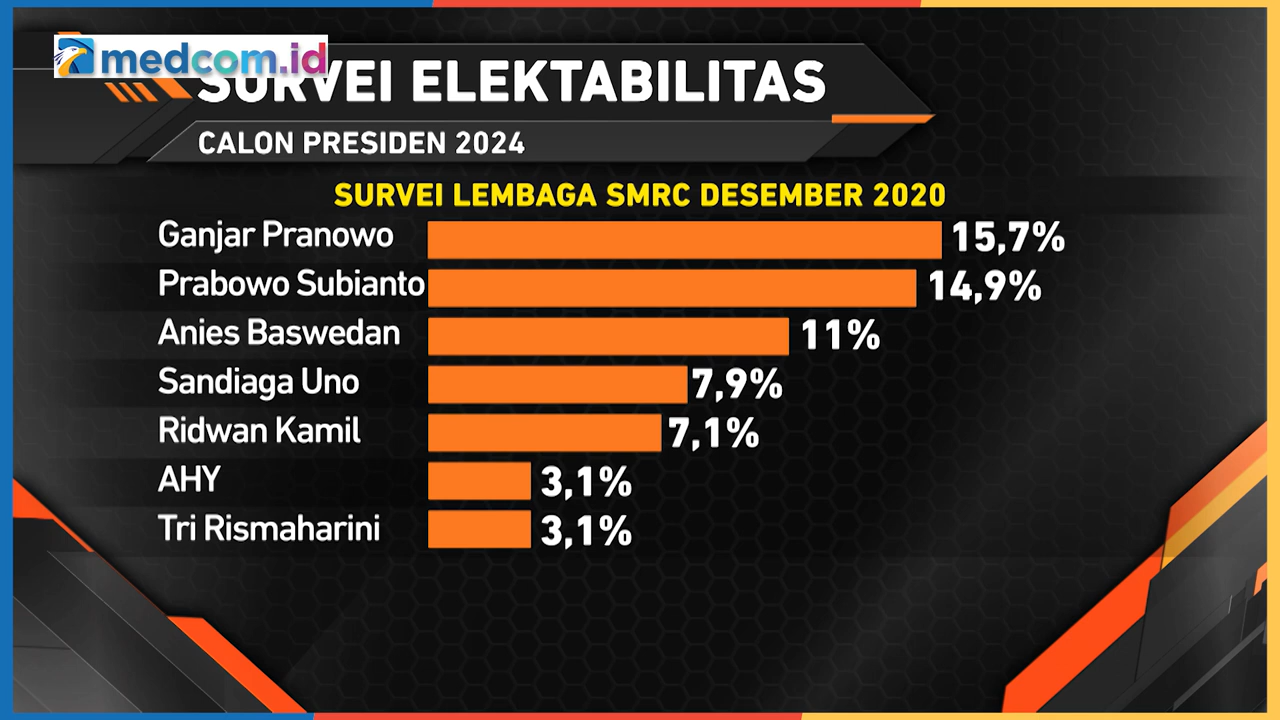 medcom.id
SURVEI ELEKTABILITAS
CALON PRESIDEN 2024
SURVEI LEMBAGA SMRC DESEMBER 2020
Ganjar Pranowo 15,7%
Prabowo Subianto 14,9%
Anies Baswedan 11%
Sandiaga Uno 7,9%
Ridwan Kamil 7,1%
AHY 3,1%
Tri Rismaharini 3,1%